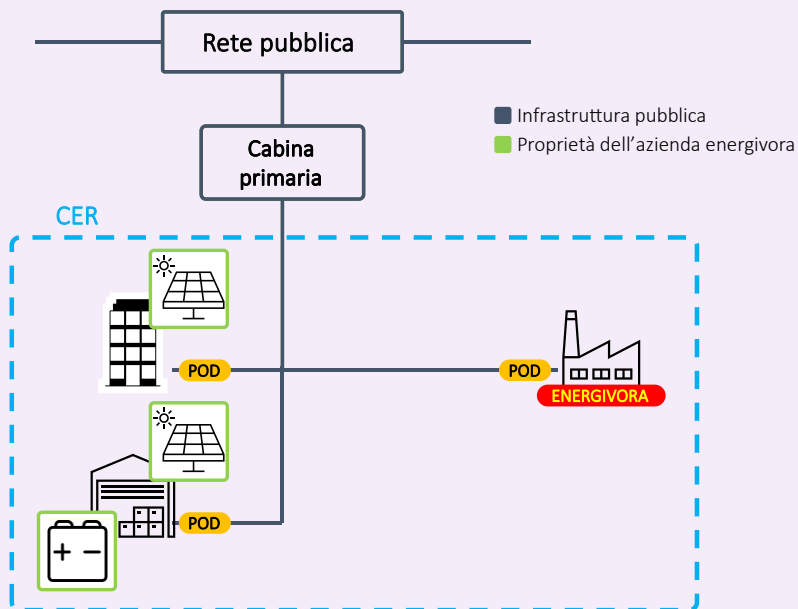 Rete pubblica
Cabina
primaria
Infrastruttura pubblica
Proprietà dell'azienda energivora
CER
POD
POD
ENERGIVORA
POD